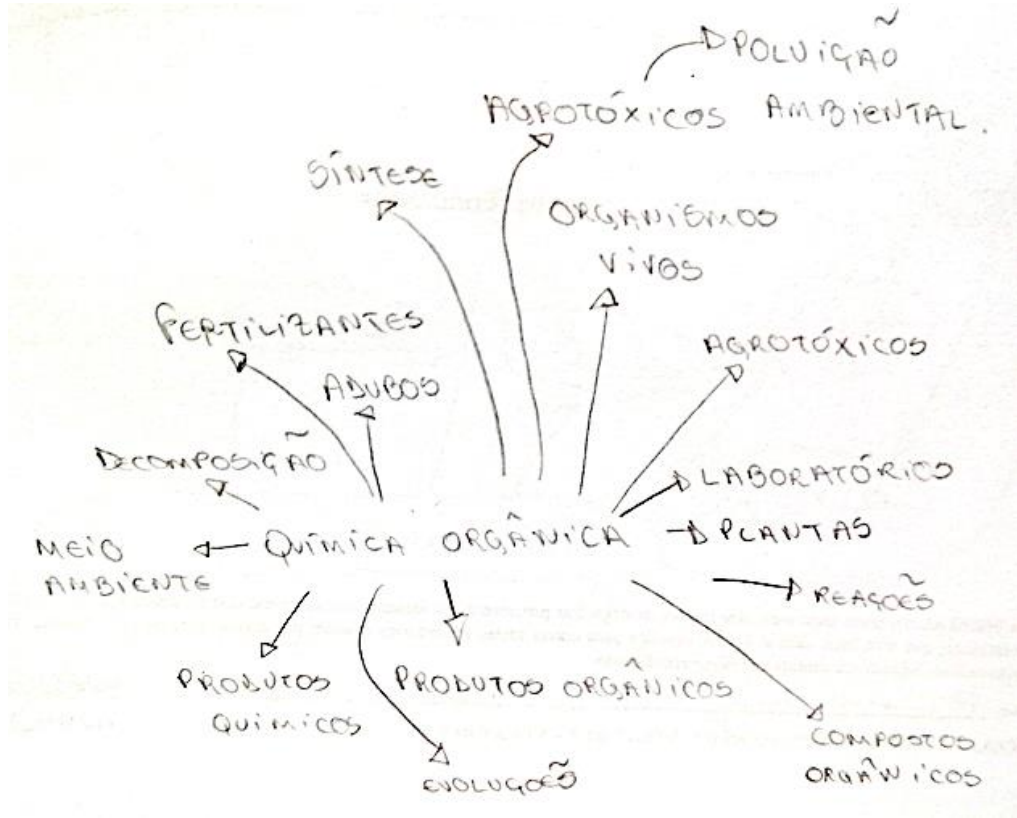 POLUIÇÃO
AGROTÓXICOS AMBIENTAL.
SÍNTESE
ORGANISMOS
VIVOS
FERTILIZANTES
AGROTÓXICOS
ADUBOS
DECOMPOSIÇÃO
LABORATÓRICO
MEIO
AMBIENTE
QUÍMICA ORGÂNICA
PLANTAS
REAÇÕES
PRODUTOS
QUÍMICOS
PRODUTOS ORGÂNICOS
COMPOSTOS
ORGÂNICOS
EVOLUÇÕES